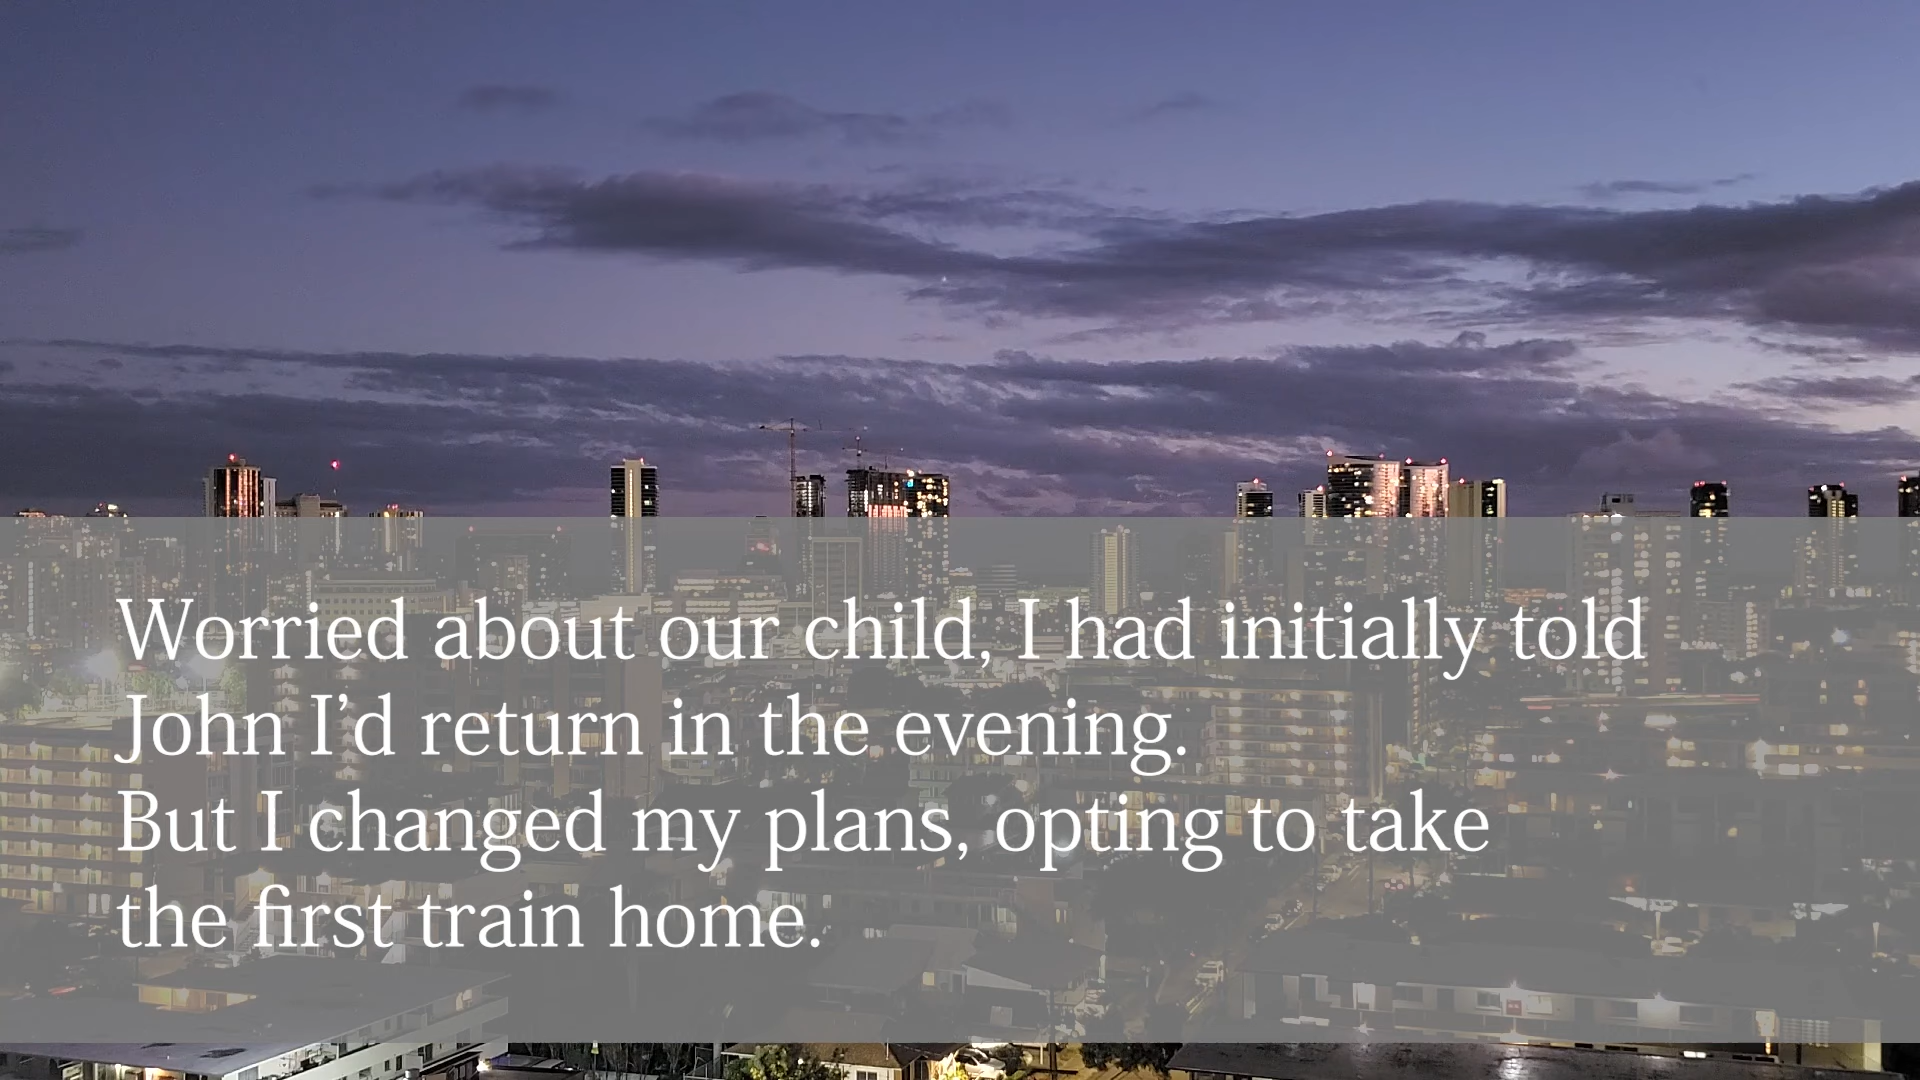 Worried about our child, I had initially told
John I’d return in the evening.
But I changed my plans, opting to take
the first train home.